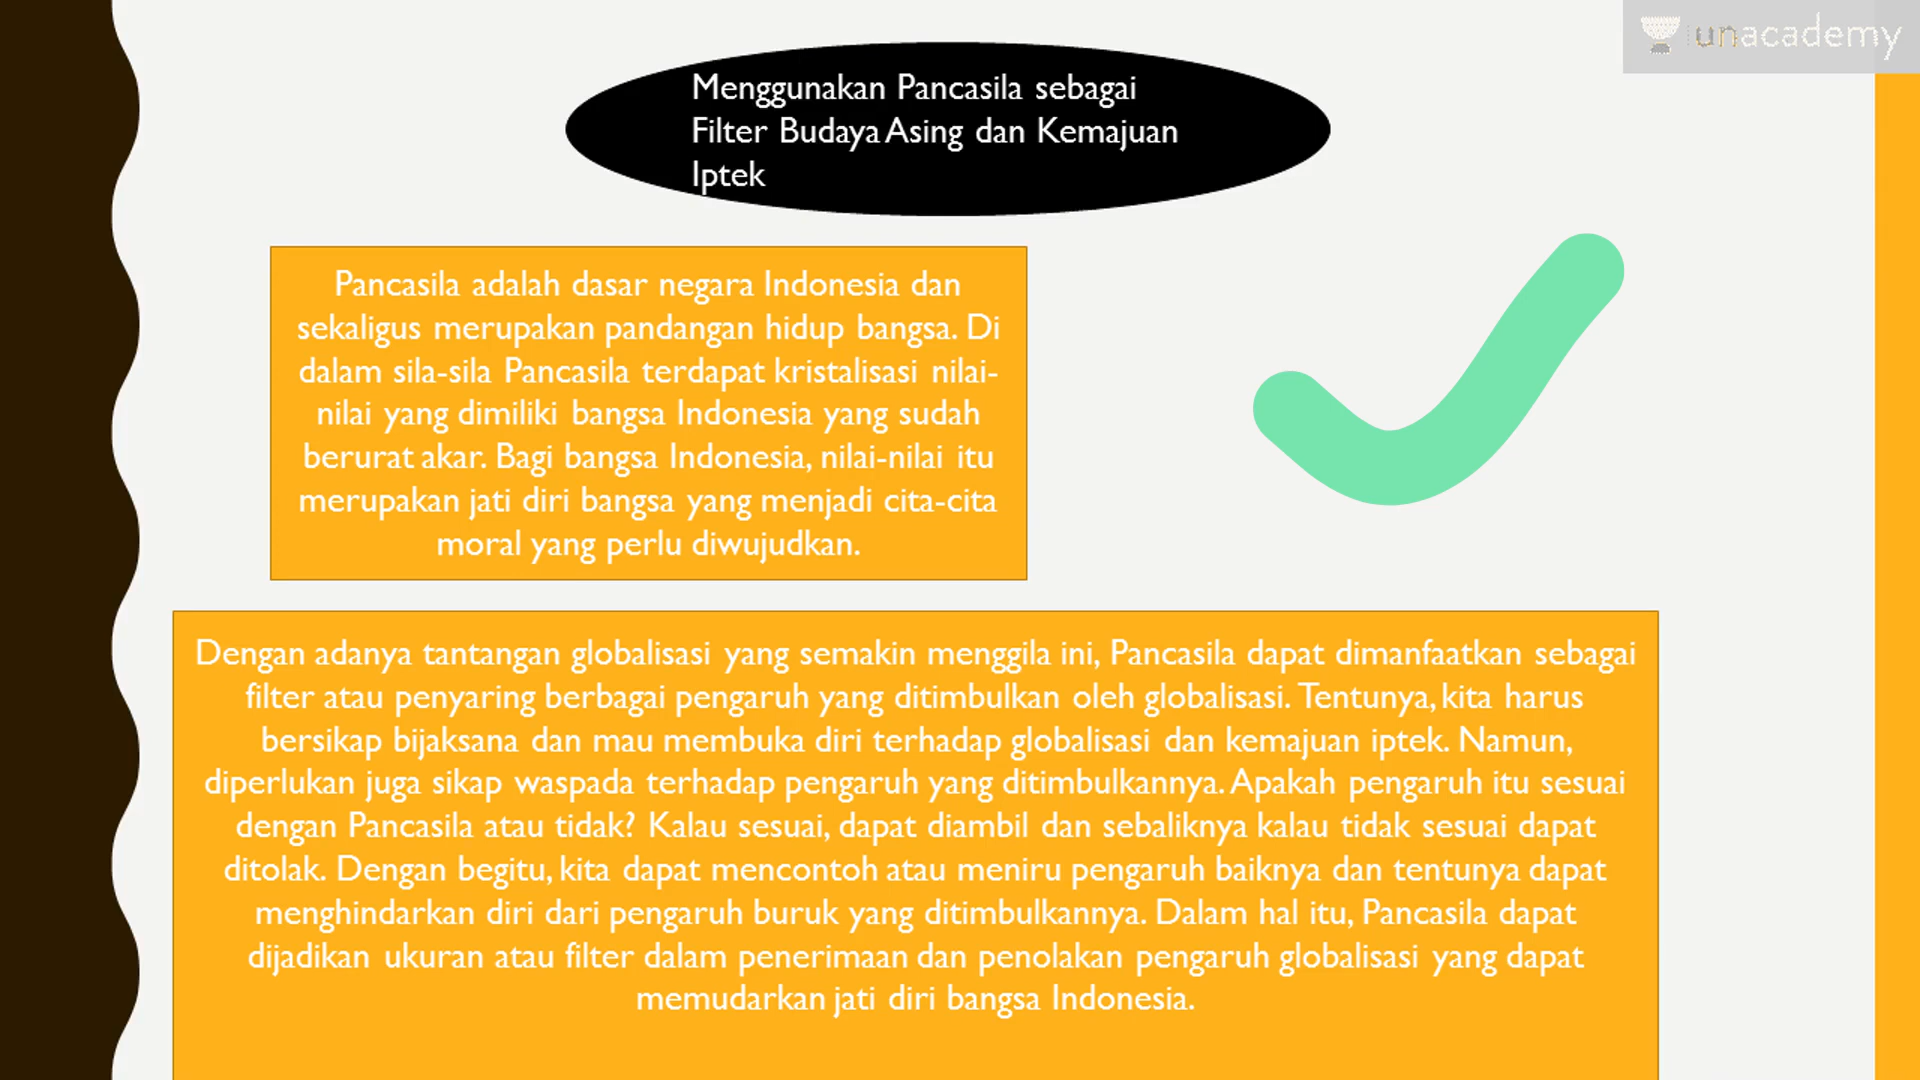 unacademy
Menggunakan Pancasila sebagai
Filter Budaya Asing dan Kemajuan
Iptek
Pancasila adalah dasar negara Indonesia dan
sekaligus merupakan pandangan hidup bangsa. Di
dalam sila-sila Pancasila terdapat kristalisasi nilai-
nilai yang dimiliki bangsa Indonesia yang sudah
berurat akar. Bagi bangsa Indonesia, nilai-nilai itu
merupakan jati diri bangsa yang menjadi cita-cita
moral yang perlu diwujudkan.
Dengan adanya tantangan globalisasi yang semakin menggila ini, Pancasila dapat dimanfaatkan sebagai
filter atau penyaring berbagai pengaruh yang ditimbulkan oleh globalisasi. Tentunya, kita harus
bersikap bijaksana dan mau membuka diri terhadap globalisasi dan kemajuan iptek. Namun,
diperlukan juga sikap waspada terhadap pengaruh yang ditimbulkannya. Apakah pengaruh itu sesuai
dengan Pancasila atau tidak? Kalau sesuai, dapat diambil dan sebaliknya kalau tidak sesuai dapat
ditolak. Dengan begitu, kita dapat mencontoh atau meniru pengaruh baiknya dan tentunya dapat
menghindarkan diri dari pengaruh buruk yang ditimbulkannya. Dalam hal itu, Pancasila dapat
dijadikan ukuran atau filter dalam penerimaan dan penolakan pengaruh globalisasi yang dapat
memudarkan jati diri bangsa Indonesia.